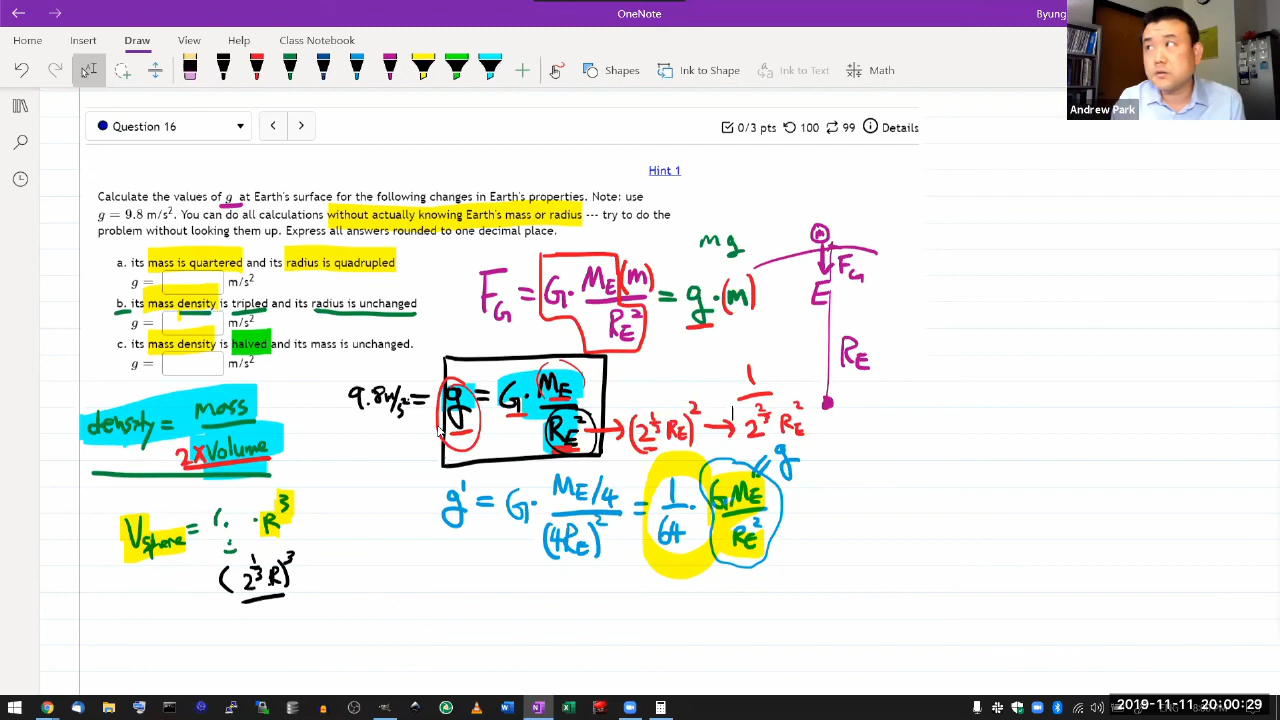 OneNote
Byung
Home Insert Draw View Help Class Notebook
Shapes Ink to Shape Ink to Text Math
Question 16
0/3 pts 100 99 Details
Andrew Park
Hint 1
Calculate the values of g at Earth's surface for the following changes in Earth's properties. Note: use
g = 9.8 m/s². You can do all calculations without actually knowing Earth's mass or radius --- try to do the
problem without looking them up. Express all answers rounded to one decimal place.
a. its mass is quartered and its radius is quadrupled
g = m/s²
b. its mass density is tripled and its radius is unchanged
g = m/s²
c. its mass density is halved and its mass is unchanged.
g = m/s²
mg
m
F_G
E
R_E
F_G = G · M_E (m) / R_E² = g · (m)
9.8 m/s² = g = G · M_E / R_E² → (2^(1/3) R_E)² → 1 / 2^(2/3) R_E²
density = mass / 2 × Volume
g' = G · M_E/4 / (4R_E)² = 1/64 · G M_E / R_E²
g
V_sphere = · R³
(2^(1/3) R)³
2019-11-11 20:00:29